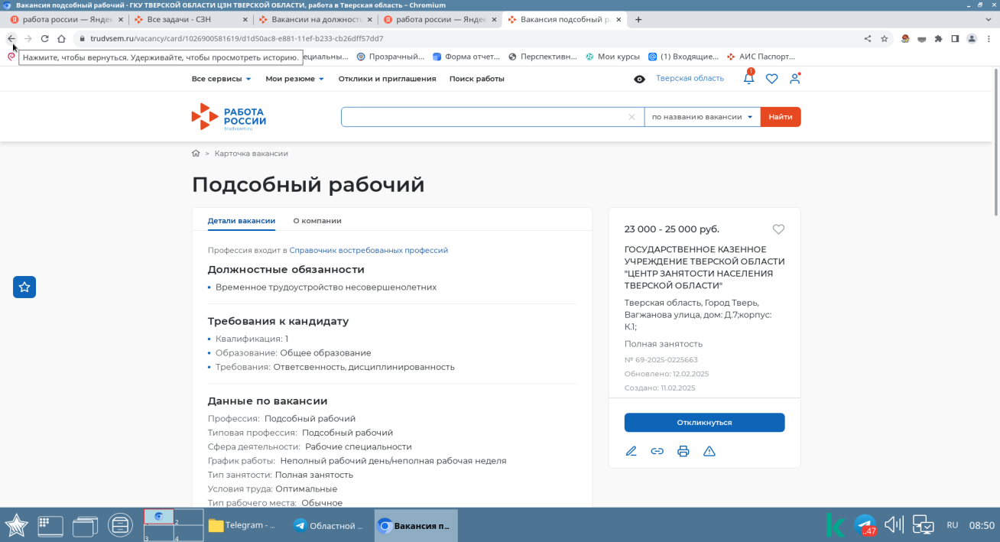 Вакансия подсобный рабочий - ГКУ ТВЕРСКОЙ ОБЛАСТИ ЦЗН ТВЕРСКОЙ ОБЛАСТИ, работа в Тверская область – Chromium
работа россии — Яндек
Все задачи - СЗН
Вакансии на должност
работа россии — Яндек
Вакансия подсобный р
trudvsem.ru/vacancy/card/1026900581619/d1d50ac8-e881-11ef-b233-cb26dff57dd7
Нажмите, чтобы вернуться. Удерживайте, чтобы просмотреть историю.
ециальны...
Прозрачный...
Форма отчет...
Перспективн...
Мои курсы
(1) Входящие...
АИС Паспорт...
Все сервисы
Мои резюме
Отклики и приглашения
Поиск работы
Тверская область
1
РАБОТА
РОССИИ
trudvsem.ru
по названию вакансии
Найти
> Карточка вакансии
Подсобный рабочий
Детали вакансии
О компании
Профессия входит в Справочник востребованных профессий
Должностные обязанности
• Временное трудоустройство несовершенолетних
Требования к кандидату
• Квалификация: 1
• Образование: Общее образование
• Требования: Ответсвенность, дисциплинированность
Данные по вакансии
Профессия: Подсобный рабочий
Типовая профессия: Подсобный рабочий
Сфера деятельности: Рабочие специальности
График работы: Неполный рабочий день/неполная рабочая неделя
Тип занятости: Полная занятость
Условия труда: Оптимальные
Тип рабочего места: Обычное
23 000 - 25 000 руб.
ГОСУДАРСТВЕННОЕ КАЗЕННОЕ
УЧРЕЖДЕНИЕ ТВЕРСКОЙ ОБЛАСТИ
"ЦЕНТР ЗАНЯТОСТИ НАСЕЛЕНИЯ
ТВЕРСКОЙ ОБЛАСТИ"
Тверская область, Город Тверь,
Вагжанова улица, дом: Д.7;корпус:
К.1;
Полная занятость
№ 69-2025-0225663
Обновлено: 12.02.2025
Создано: 11.02.2025
Откликнуться
2
3
4
Telegram - ...
Областной ...
Вакансия п...
..47
RU
08:50